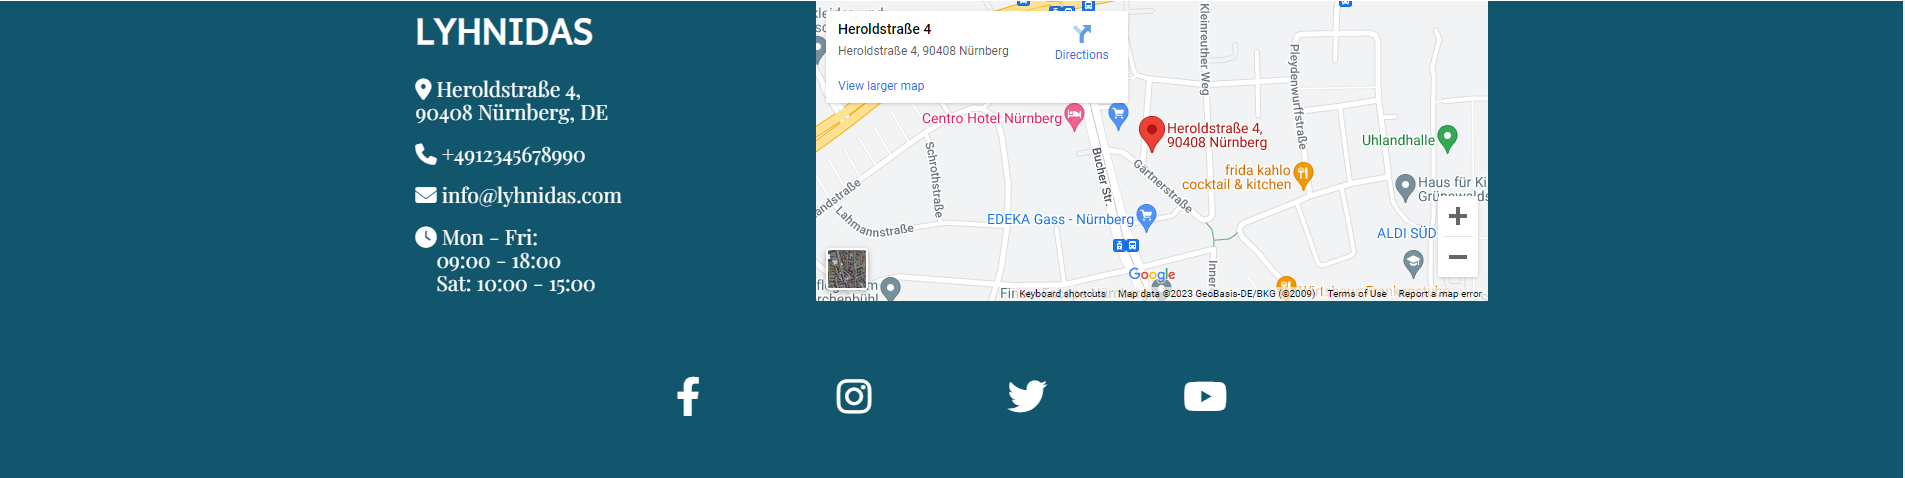 LYHNIDAS
Heroldstraße 4,
90408 Nürnberg, DE
+4912345678990
info@lyhnidas.com
Mon - Fri:
09:00 - 18:00
Sat: 10:00 - 15:00
Heroldstraße 4
Heroldstraße 4, 90408 Nürnberg
Directions
View larger map
Kleinreuther Weg
Pleydenwurffstraße
Centro Hotel Nürnberg
Heroldstraße 4,
90408 Nürnberg
Uhlandhalle
Schrothstraße
Bucher Str.
Gärtnerstraße
frida kahlo
cocktail & kitchen
Haus für Ki
Lahmannstraße
EDEKA Gass - Nürnberg
ALDI SÜD
Google
Keyboard shortcuts
Map data ©2023 GeoBasis-DE/BKG (©2009)
Terms of Use
Report a map error